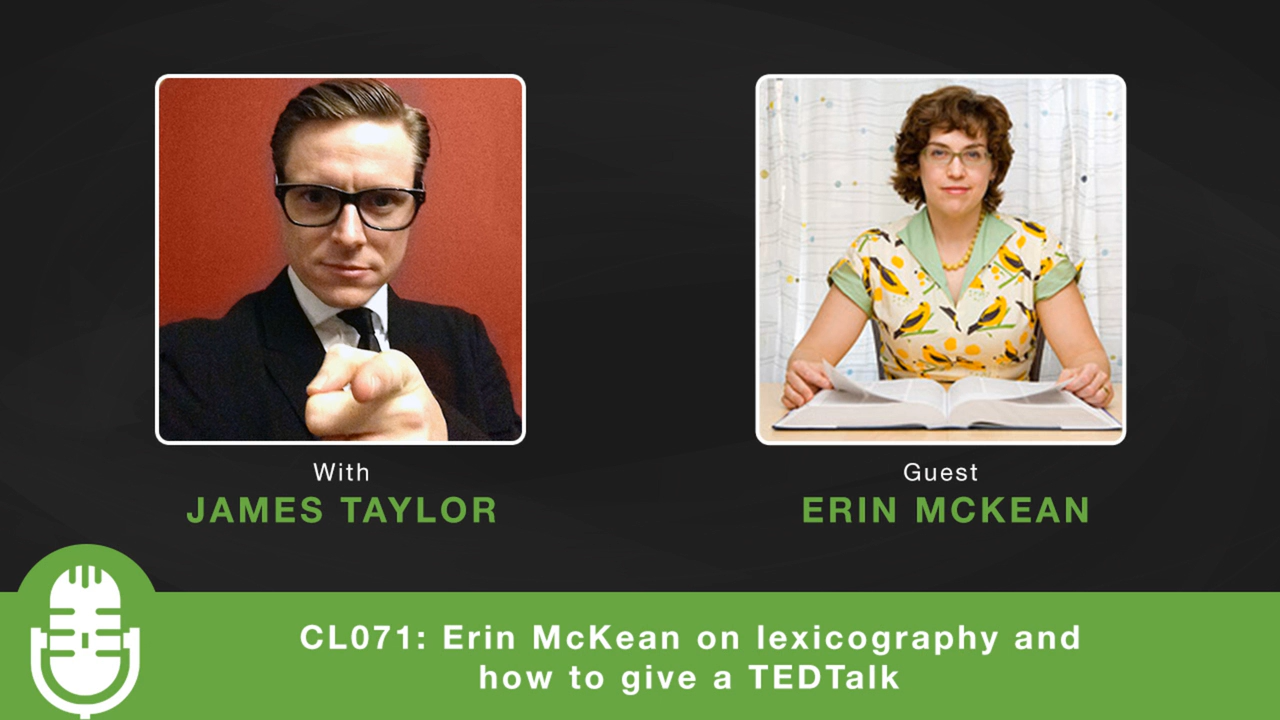 With
JAMES TAYLOR
Guest
ERIN MCKEAN
CL071: Erin McKean on lexicography and
how to give a TEDTalk